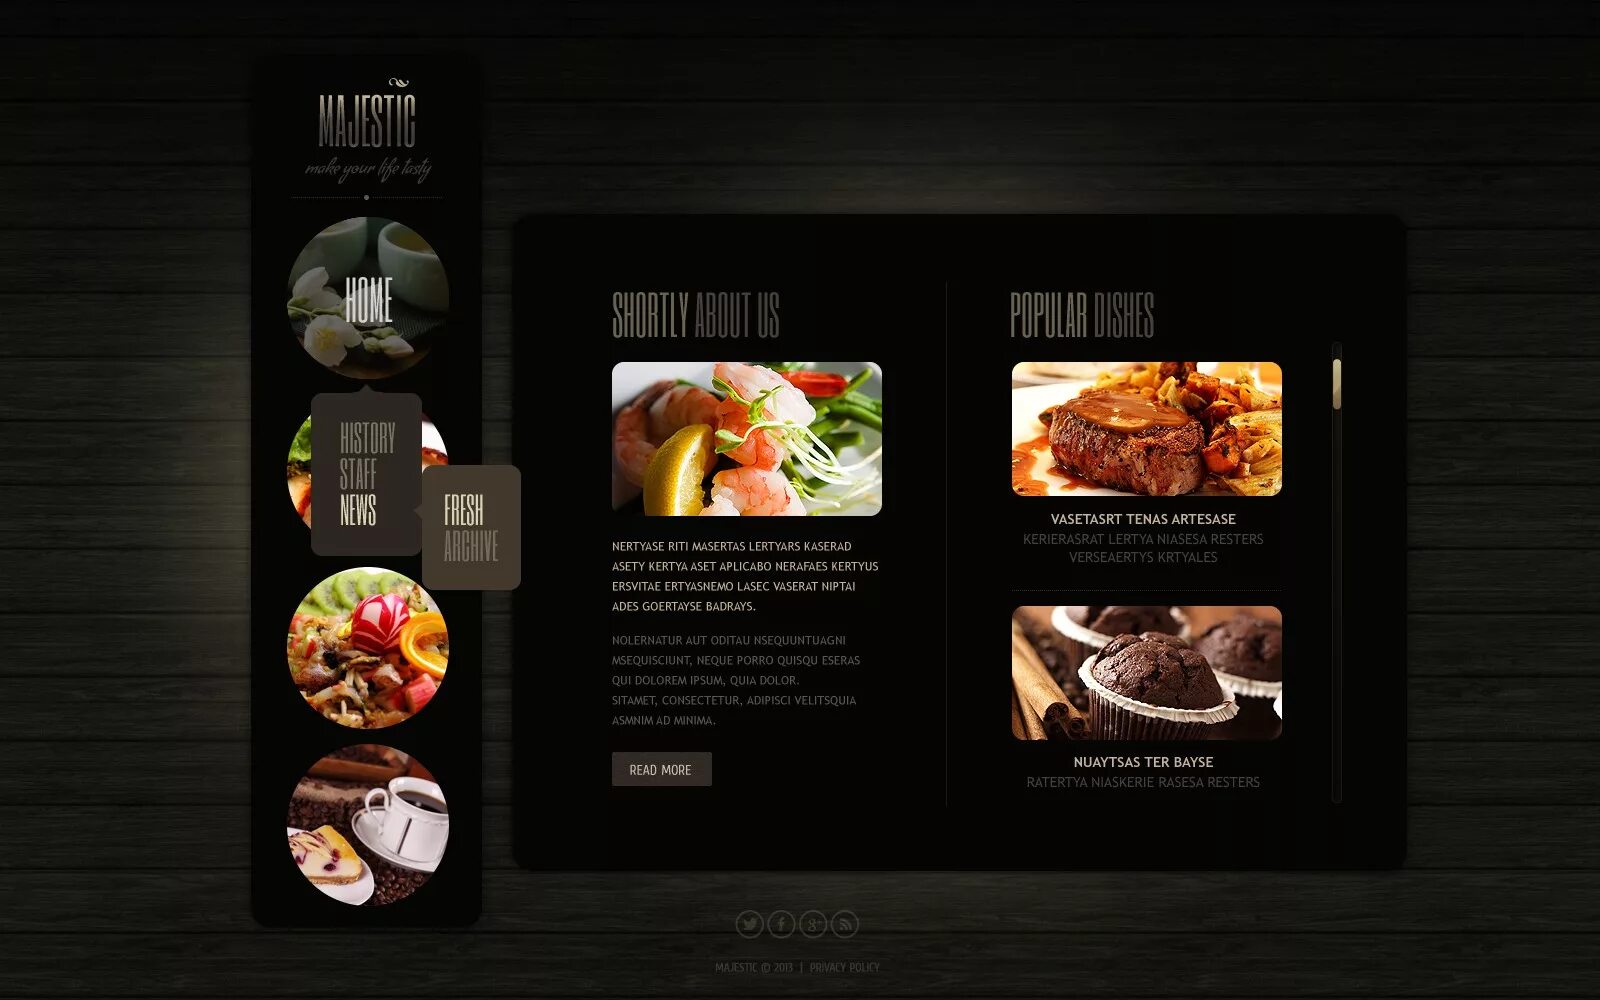 MAJESTIC
make your life tasty
HOME
HISTORY
STAFF
NEWS
FRESH
ARCHIVE
SHORTLY ABOUT US
NERTYASE RITI MASERTAS LERTYARS KASERAD
ASETY KERTYA ASET APLICABO NERAFAES KERTYUS
ERSVITAE ERTYASNEMO LASEC VASERAT NIPTAI
ADES GOERTAYSE BADRAYS.
NOLERNATUR AUT ODITAU NSEQUUNTUAGNI
MSEQUISCIUNT, NEQUE PORRO QUISQU ESERAS
QUI DOLOREM IPSUM, QUIA DOLOR.
SITAMET, CONSECTETUR, ADIPISCI VELITSQUIA
ASMNIM AD MINIMA.
READ MORE
POPULAR DISHES
VASETASRT TENAS ARTESASE
KERIERASRAT LERTYA NIASESA RESTERS
VERSEAERTYS KRTYALES
NUAYTSAS TER BAYSE
RATERTYA NIASKERIE RASESA RESTERS
MAJESTIC © 2013 | PRIVACY POLICY